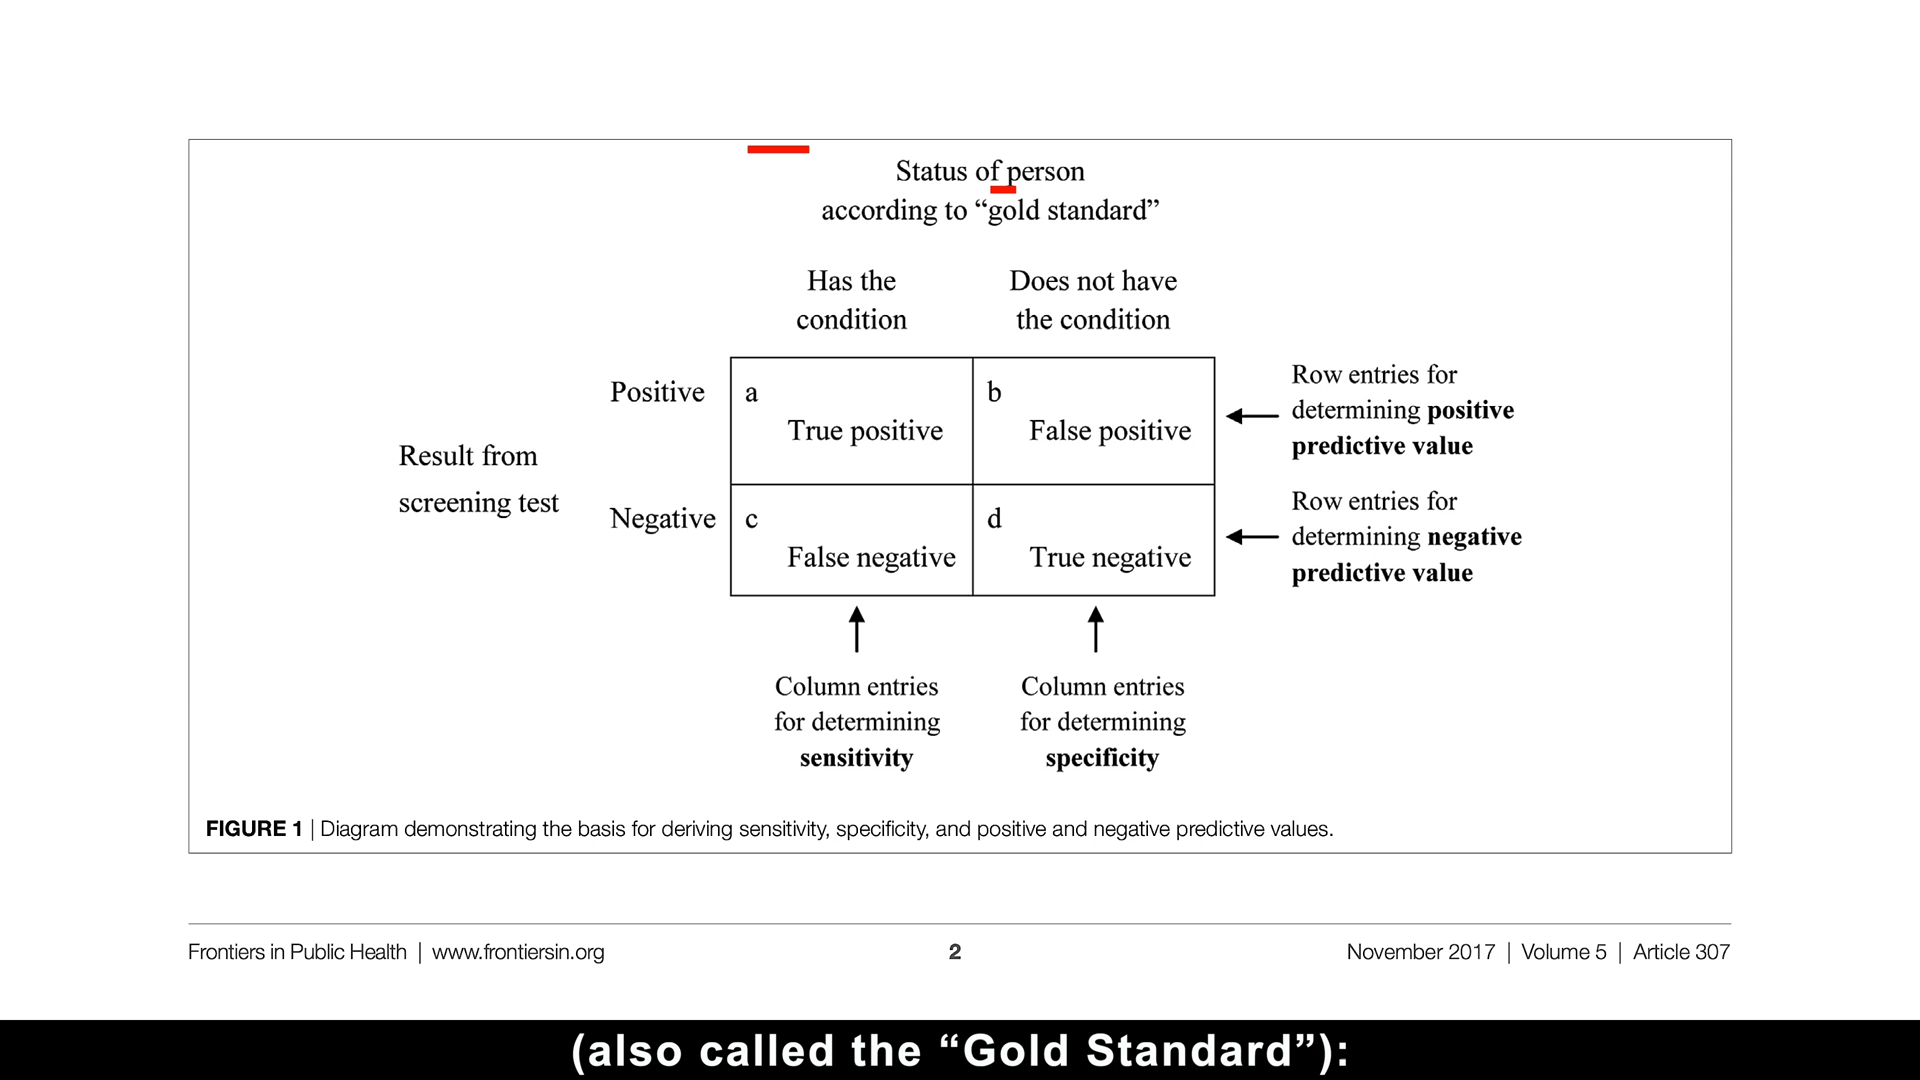 Status of person
according to “gold standard”
Has the
condition
Does not have
the condition
Positive
a
True positive
b
False positive
Row entries for
determining positive
predictive value
Result from
screening test
Negative
c
False negative
d
True negative
Row entries for
determining negative
predictive value
Column entries
for determining
sensitivity
Column entries
for determining
specificity
FIGURE 1 | Diagram demonstrating the basis for deriving sensitivity, specificity, and positive and negative predictive values.
Frontiers in Public Health | www.frontiersin.org
2
November 2017 | Volume 5 | Article 307
(also called the “Gold Standard”):